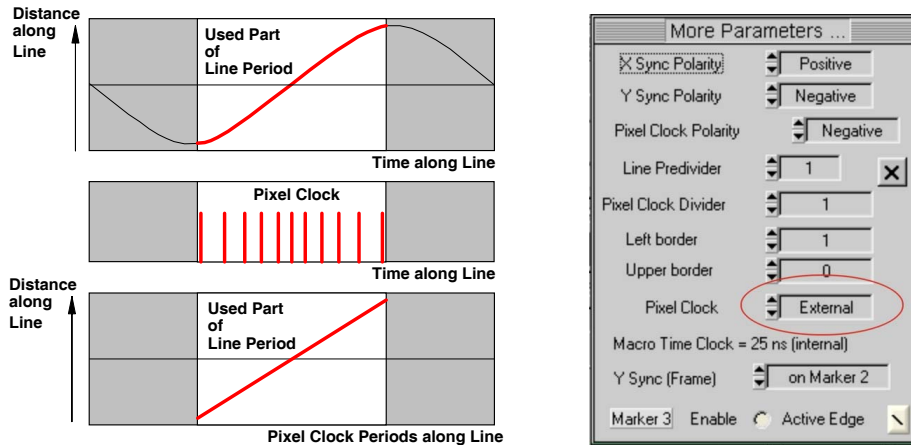 Distance
along
Line
Used Part
of
Line Period
Time along Line
Pixel Clock
Time along Line
Distance
along
Line
Used Part
of
Line Period
Pixel Clock Periods along Line
More Parameters ...
X Sync Polarity Positive
Y Sync Polarity Negative
Pixel Clock Polarity Negative
Line Predivider 1
Pixel Clock Divider 1
Left border 1
Upper border 0
Pixel Clock External
Macro Time Clock = 25 ns (internal)
Y Sync (Frame) on Marker 2
Marker 3 Enable Active Edge